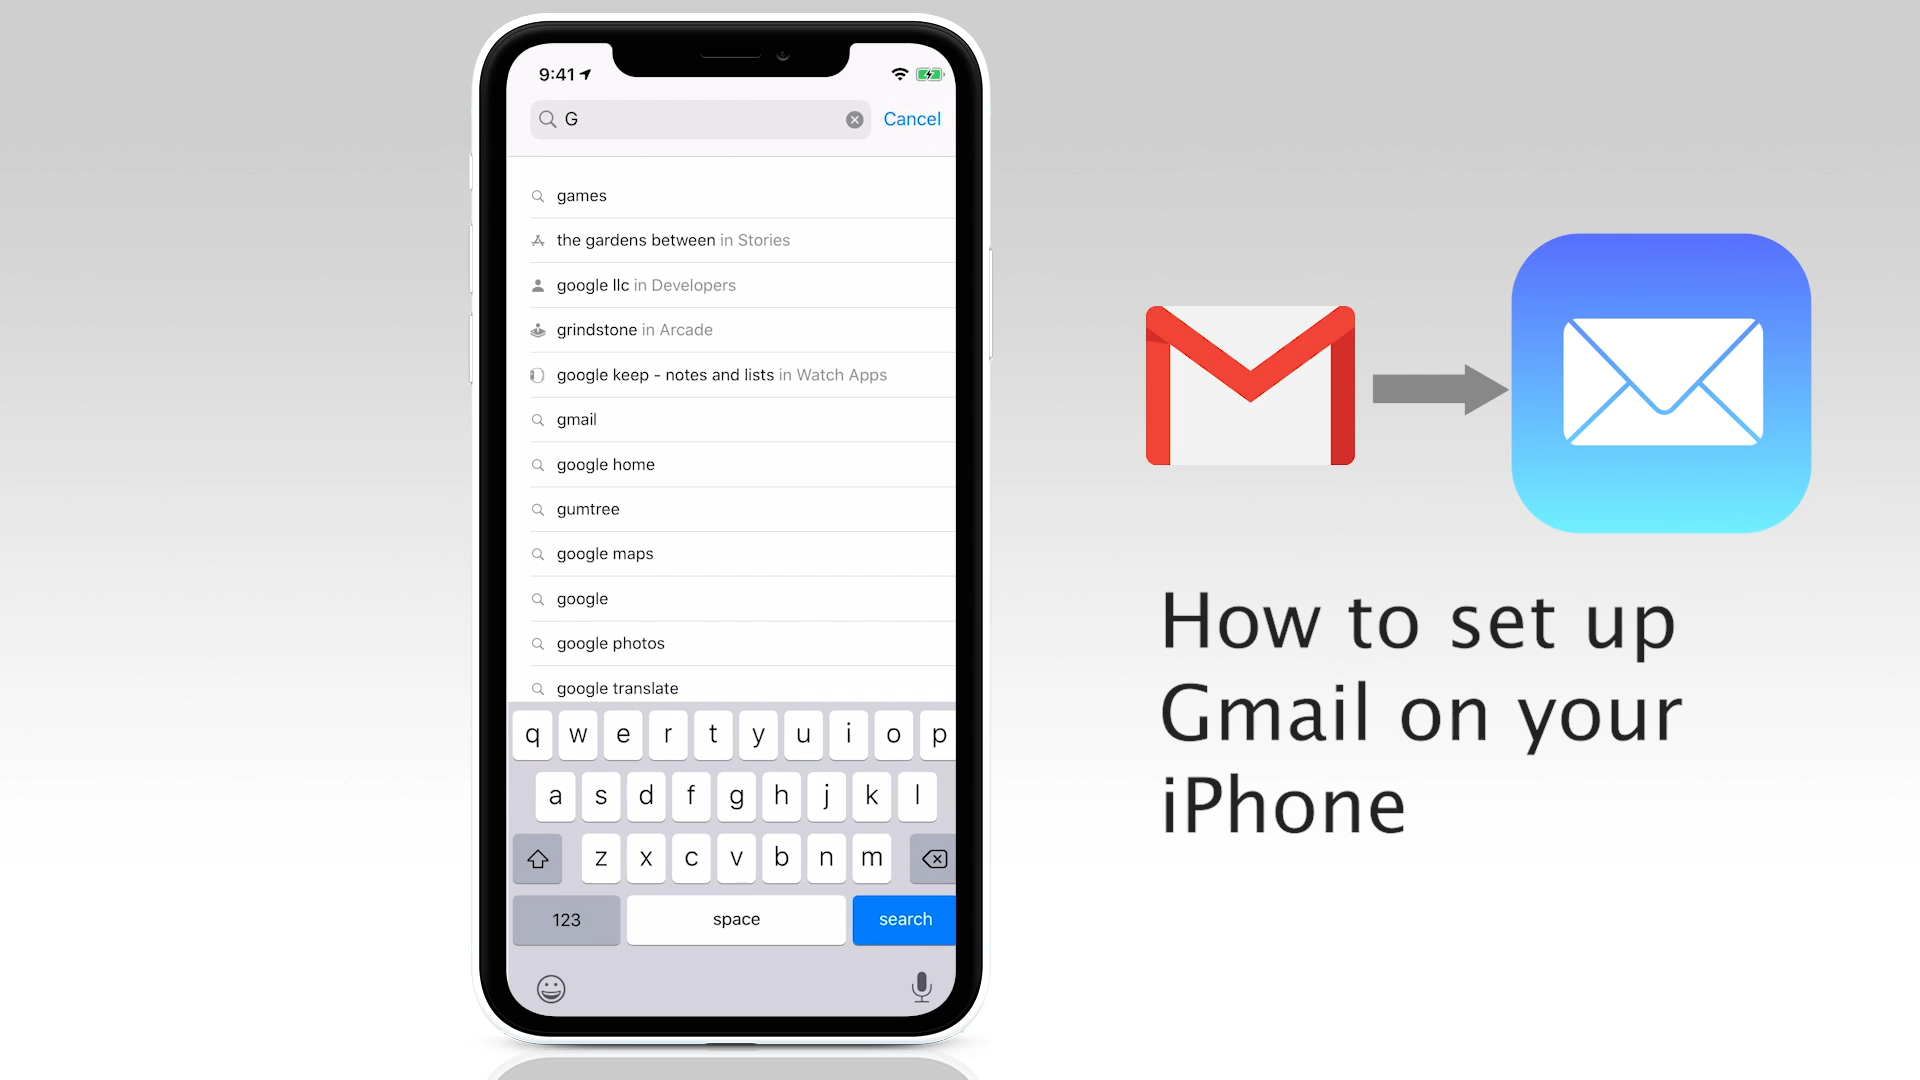 9:41
G
Cancel
games
the gardens between in Stories
google llc in Developers
grindstone in Arcade
google keep - notes and lists in Watch Apps
gmail
google home
gumtree
google maps
google
google photos
google translate
q w e r t y u i o p
a s d f g h j k l
z x c v b n m
123 space search
How to set up
Gmail on your
iPhone